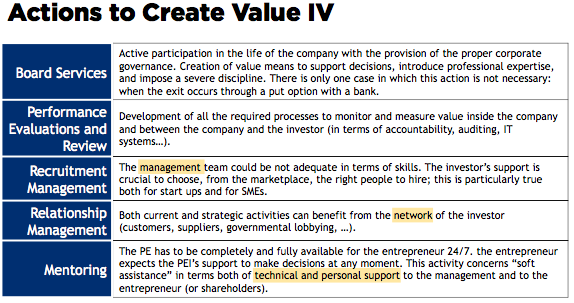 Actions to Create Value IV
Board Services
Active participation in the life of the company with the provision of the proper corporate
governance. Creation of value means to support decisions, introduce professional expertise,
and impose a severe discipline. There is only one case in which this action is not necessary:
when the exit occurs through a put option with a bank.
Performance
Evaluations and
Review
Development of all the required processes to monitor and measure value inside the company
and between the company and the investor (in terms of accountability, auditing, IT
systems…).
Recruitment
Management
The management team could be not adequate in terms of skills. The investor's support is
crucial to choose, from the marketplace, the right people to hire; this is particularly true
both for start ups and for SMEs.
Relationship
Management
Both current and strategic activities can benefit from the network of the investor
(customers, suppliers, governmental lobbying, …).
Mentoring
The PE has to be completely and fully available for the entrepreneur 24/7. the entrepreneur
expects the PEI's support to make decisions at any moment. This activity concerns “soft
assistance” in terms both of technical and personal support to the management and to the
entrepreneur (or shareholders).